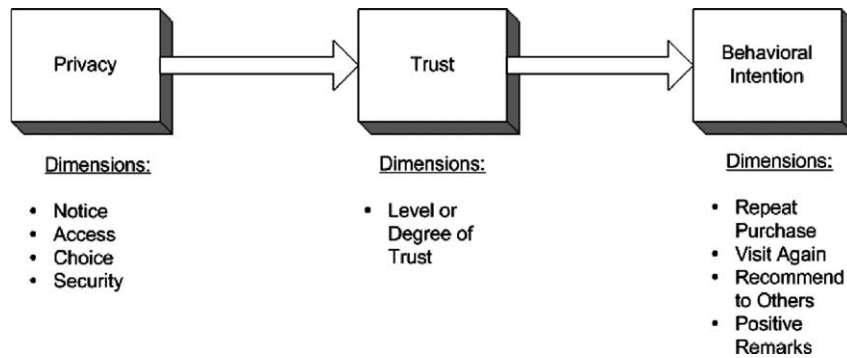 Privacy
Trust
Behavioral
Intention
Dimensions:
• Notice
• Access
• Choice
• Security
Dimensions:
• Level or
Degree of
Trust
Dimensions:
• Repeat
Purchase
• Visit Again
• Recommend
to Others
• Positive
Remarks